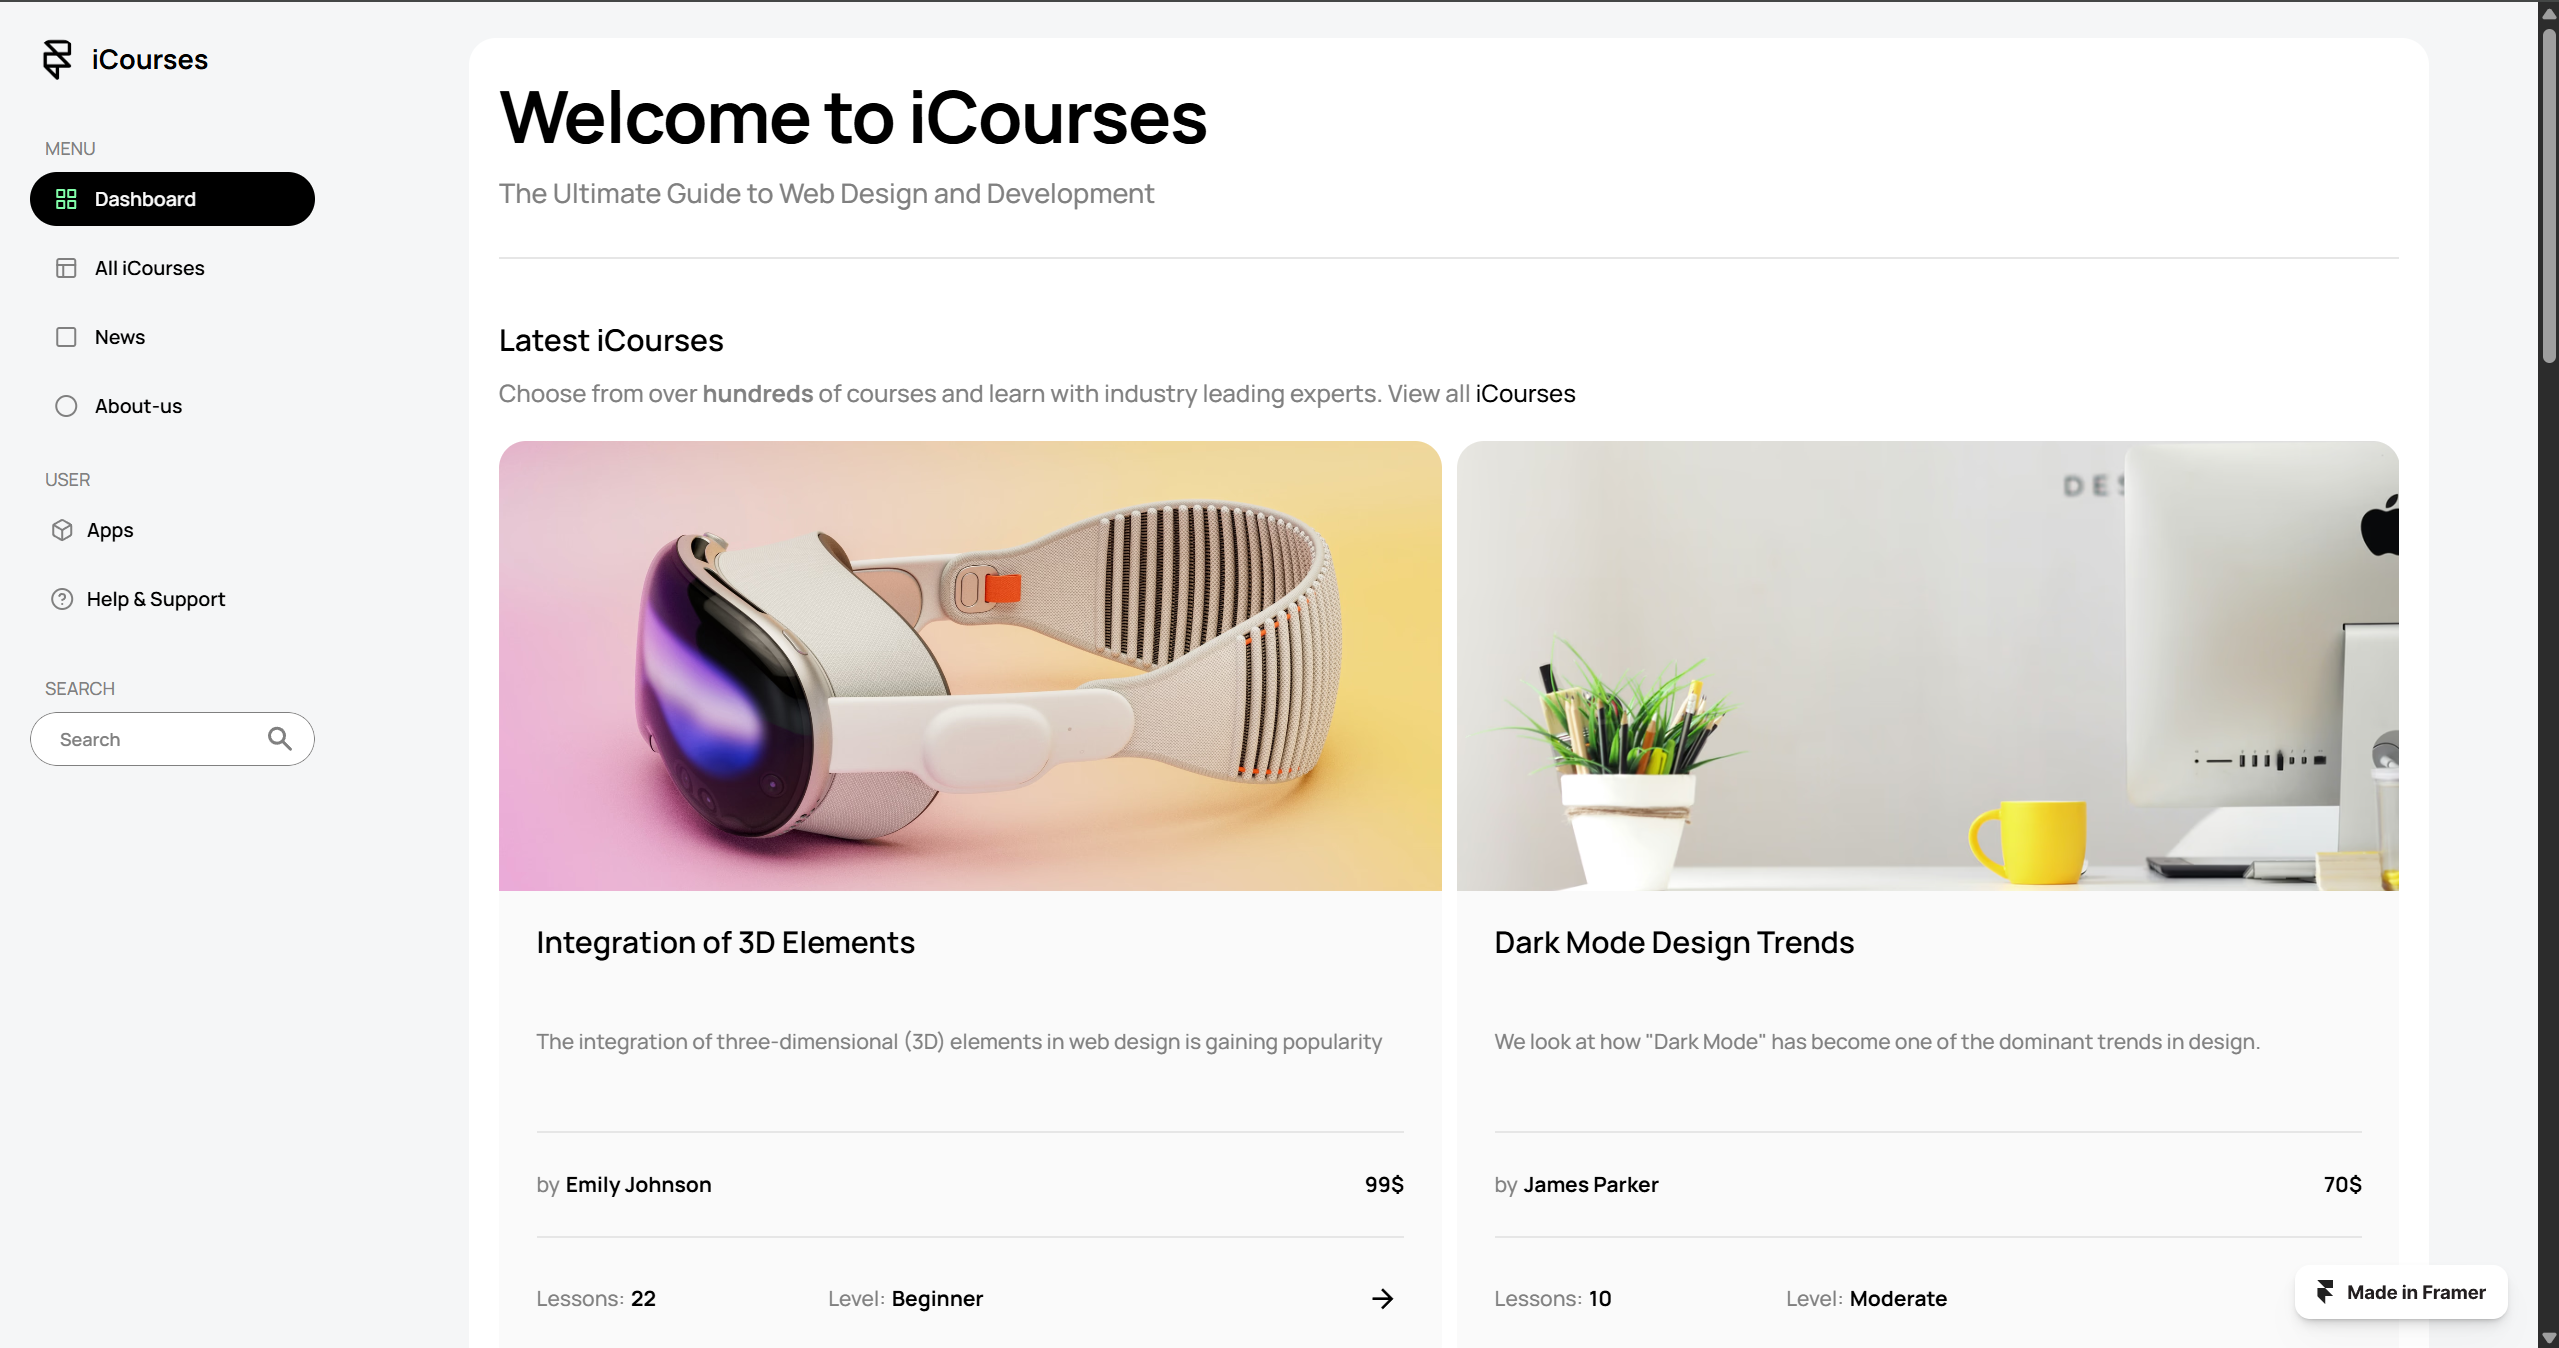 iCourses
MENU
Dashboard
All iCourses
News
About-us
USER
Apps
Help & Support
SEARCH
Search
Welcome to iCourses
The Ultimate Guide to Web Design and Development
Latest iCourses
Choose from over hundreds of courses and learn with industry leading experts. View all iCourses
DES
Integration of 3D Elements
The integration of three-dimensional (3D) elements in web design is gaining popularity
by Emily Johnson 99$
Lessons: 22 Level: Beginner
Dark Mode Design Trends
We look at how "Dark Mode" has become one of the dominant trends in design.
by James Parker 70$
Lessons: 10 Level: Moderate
Made in Framer